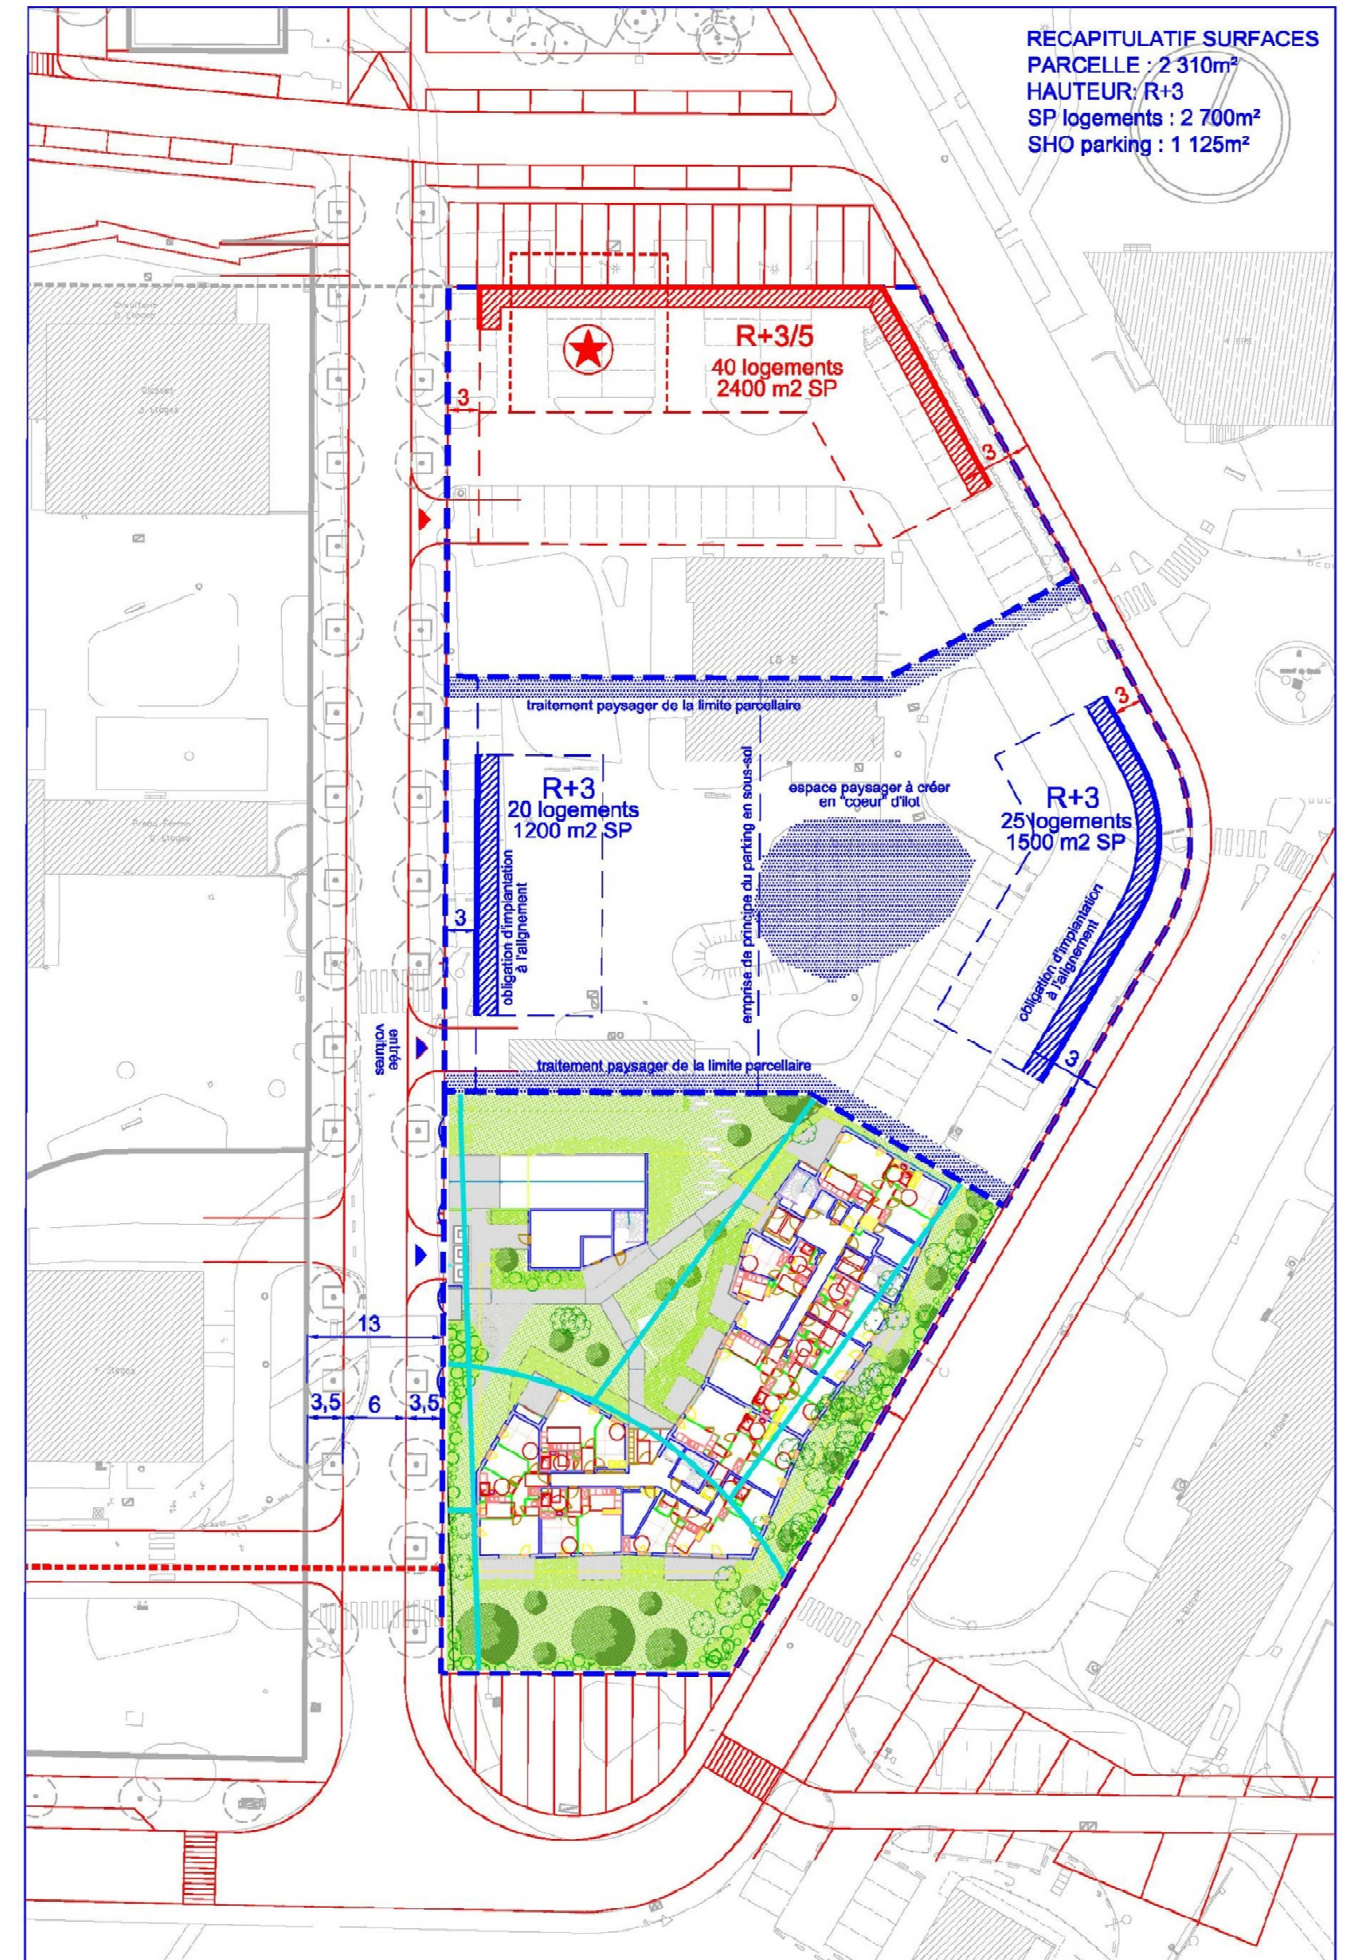 RECAPITULATIF SURFACES
PARCELLE : 2 310m²
HAUTEUR: R+3
SP logements : 2 700m²
SHO parking : 1 125m²
R+3/5
40 logements
2400 m2 SP
3
3
traitement paysager de la limite parcellaire
3
R+3
20 logements
1200 m2 SP
obligation d'implantation
à l'alignement
3
emprise de principe du parking en sous-sol
espace paysager à créer
en "coeur" d'ilot
R+3
25 logements
1500 m2 SP
obligation d'implantation
à l'alignement
3
entrée
voitures
traitement paysager de la limite parcellaire
13
3,5
6
3,5